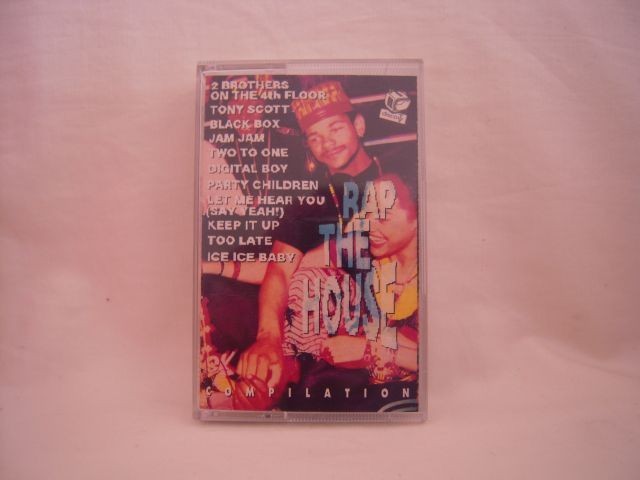 2 BROTHERS
ON THE 4th FLOOR
TONY SCOTT
BLACK BOX
JAM JAM
TWO TO ONE
DIGITAL BOY
PARTY CHILDREN
LET ME HEAR YOU
(SAY YEAH!)
KEEP IT UP
TOO LATE
ICE ICE BABY
RAP
THE
HOUSE
COMPILATION